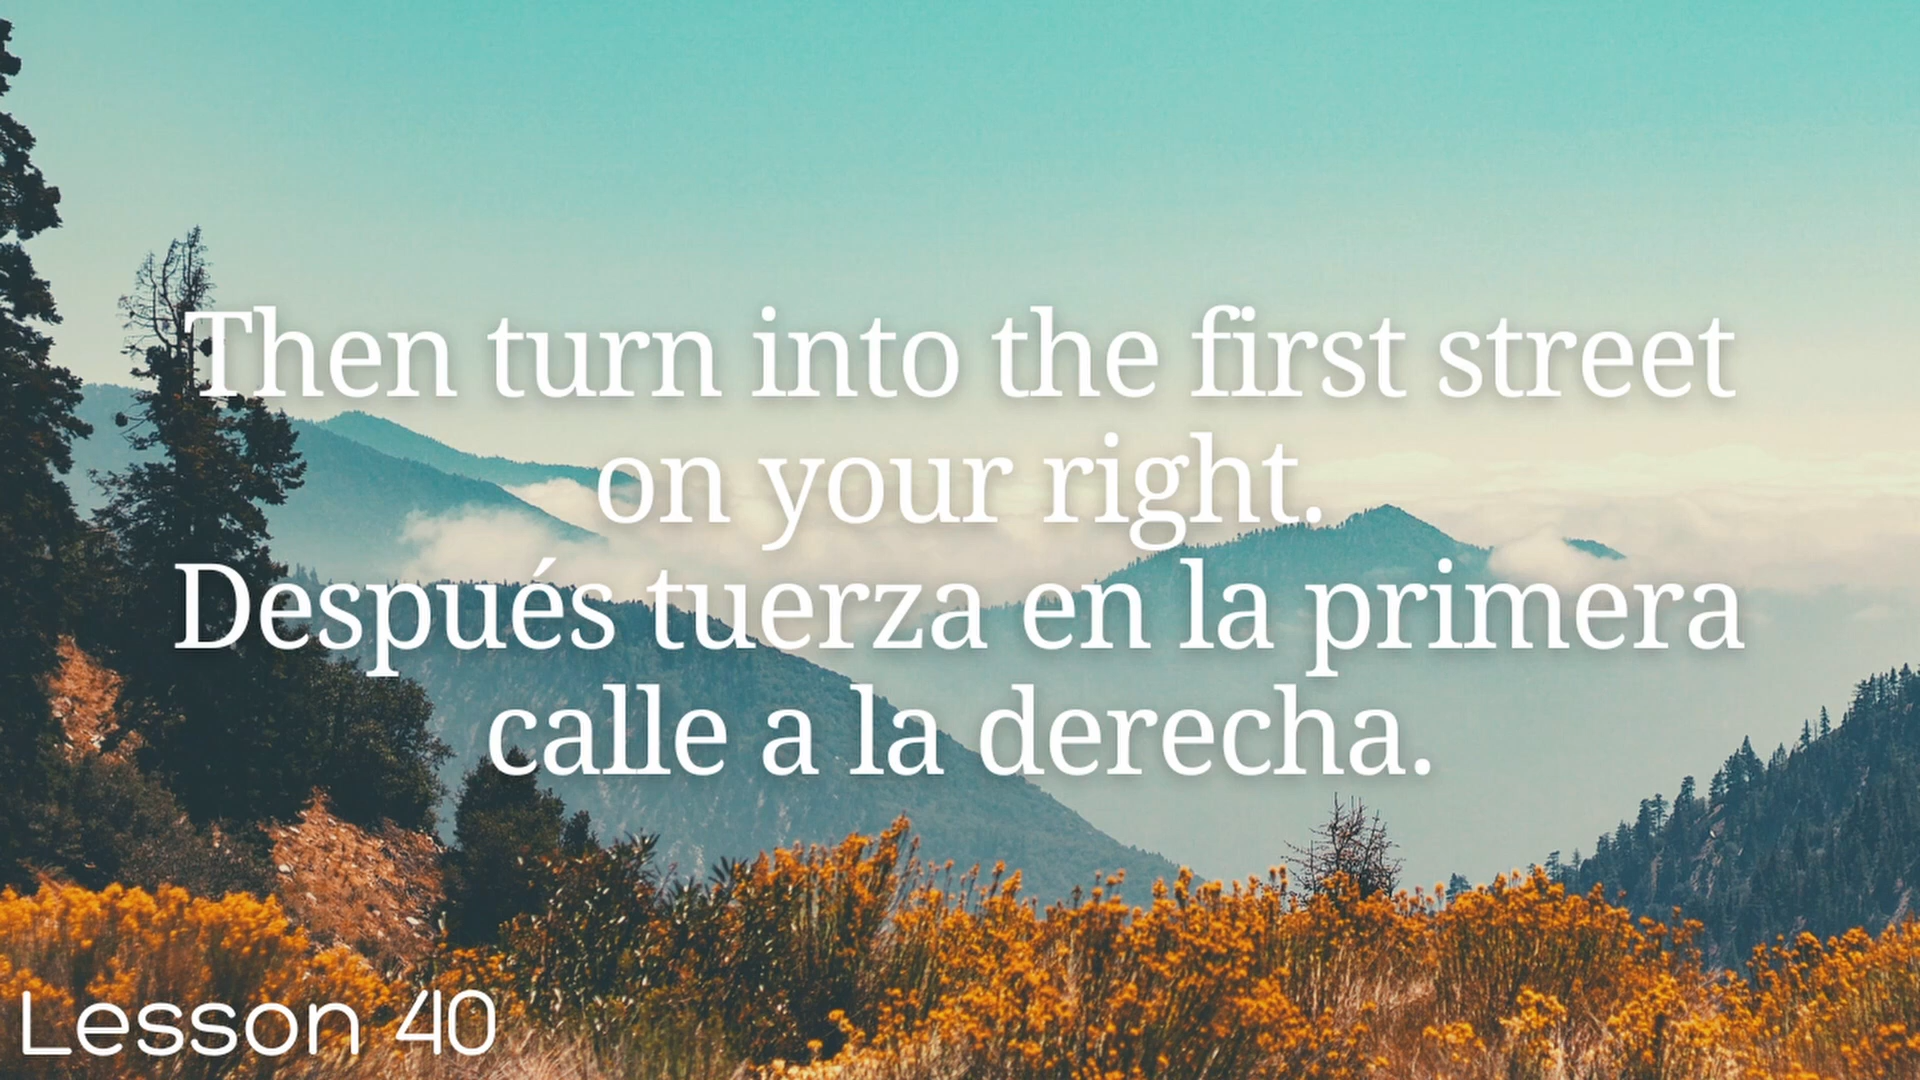 Then turn into the first street
on your right.
Después tuerza en la primera
calle a la derecha.
Lesson 40